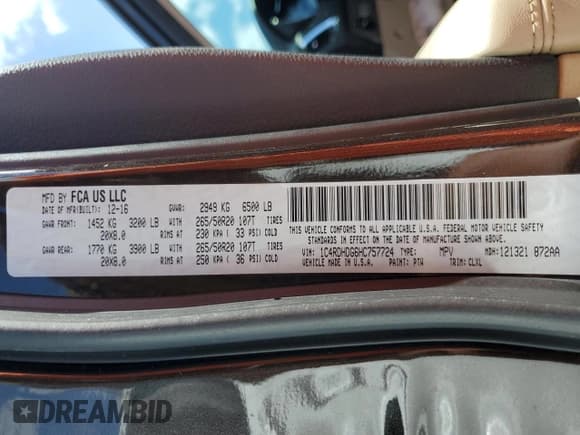 MFD BY FCA US LLC
DATE OF MFR(BUILT): 12-16 GVWR: 2949 KG 6500 LB
GAWR FRONT: 1452 KG 3200 LB WITH 265/50R20 107T TIRES
20X8.0 RIMS AT 230 KPA ( 33 PSI) COLD
GAWR REAR: 1770 KG 3900 LB WITH 265/50R20 107T TIRES
20X8.0 RIMS AT 250 KPA ( 36 PSI) COLD
THIS VEHICLE CONFORMS TO ALL APPLICABLE U.S.A. FEDERAL MOTOR VEHICLE SAFETY
STANDARDS IN EFFECT ON THE DATE OF MANUFACTURE SHOWN ABOVE.
VIN: 1C4RDHDG6HC757724 TYPE: MPV MDH: 121321 872AA
MADE IN U.S.A. PAINT: PTW TRIM: CLXL
DREAMBID